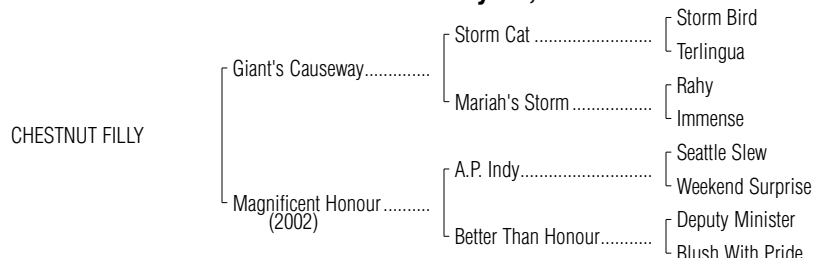 Storm Bird
Storm Cat ..............................
Terlingua
Giant's Causeway..............
Rahy
Mariah's Storm ....................
Immense
CHESTNUT FILLY
Seattle Slew
A.P. Indy.................................
Weekend Surprise
Magnificent Honour ..........
(2002)
Deputy Minister
Better Than Honour.............
Blush With Pride